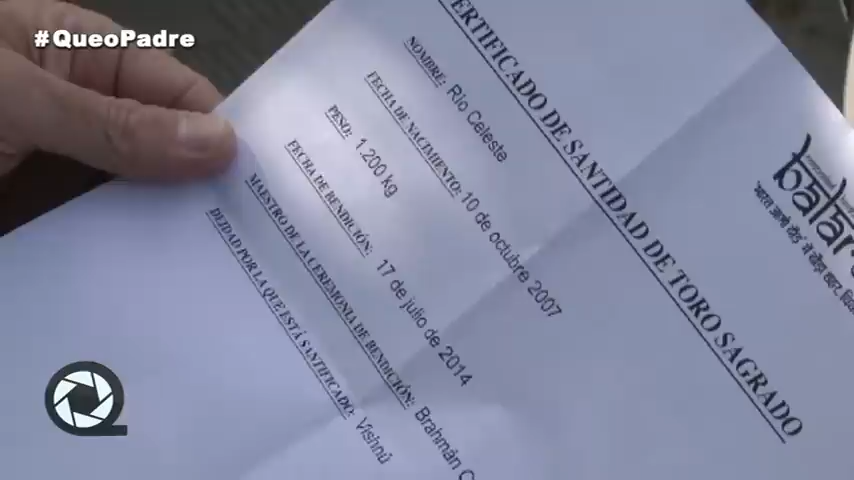 #QueoPadre
CERTIFICADO DE SANTIDAD DE TORO SAGRADO
NOMBRE: Río Celeste
FECHA DE NACIMIENTO: 10 de octubre 2007
PESO: 1.200 kg
FECHA DE BENDICIÓN: 17 de julio de 2014
MAESTRO DE LA CEREMONIA DE BENDICIÓN: Brahmán
DEIDAD POR LA QUE ESTÁ SANTIFICADO: Vishnú